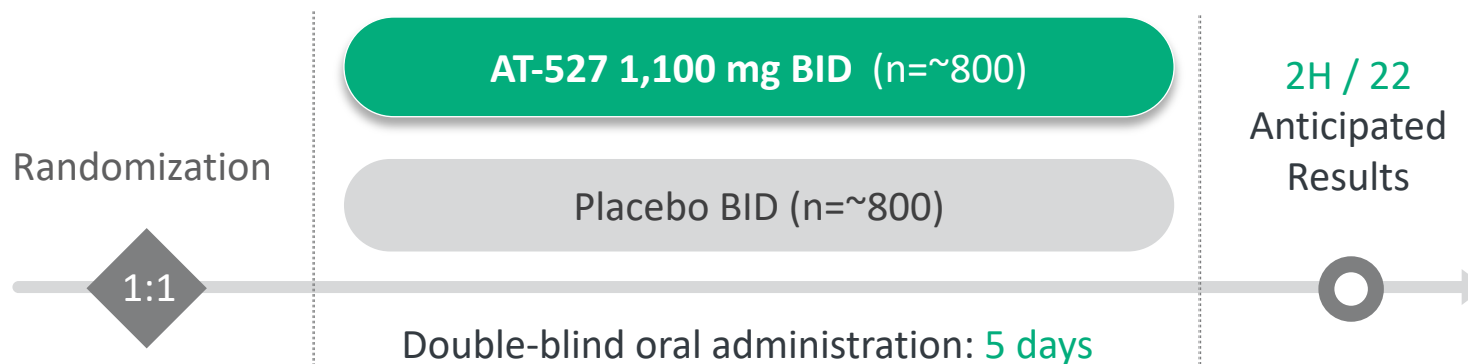 Randomization
1:1
AT-527 1,100 mg BID (n=~800)
Placebo BID (n=~800)
Double-blind oral administration: 5 days
2H / 22
Anticipated
Results